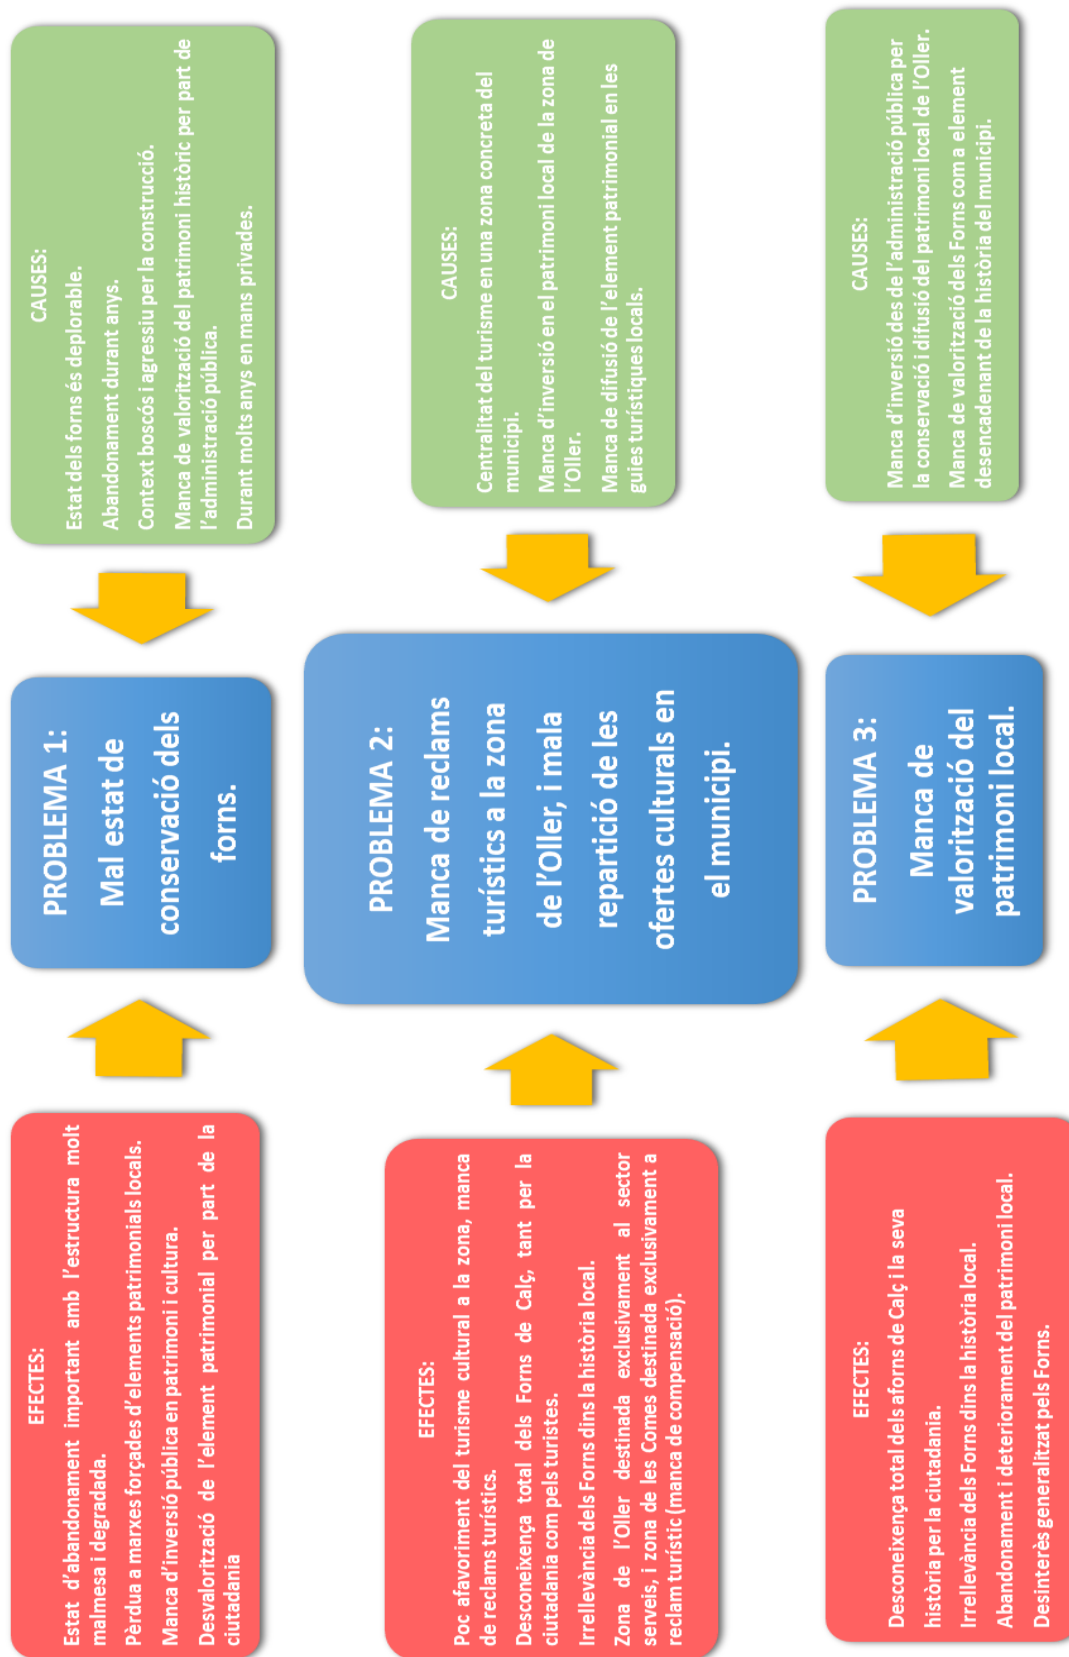 EFECTES:
Estat d'abandonament important amb l'estructura molt
malmesa i degradada.
Pèrdua a marxes forçades d'elements patrimonials locals.
Manca d'inversió pública en patrimoni i cultura.
Desvalorització de l'element patrimonial per part de la
ciutadania
PROBLEMA 1:
Mal estat de
conservació dels
forns.
CAUSES:
Estat dels forns és deplorable.
Abandonament durant anys.
Context boscós i agressiu per la construcció.
Manca de valorització del patrimoni històric per part de
l'administració pública.
Durant molts anys en mans privades.
EFECTES:
Poc afavoriment del turisme cultural a la zona, manca
de reclams turístics.
Desconeixença total dels Forns de Calç, tant per la
ciutadania com pels turistes.
Irrellevància dels Forns dins la història local.
Zona de l'Oller destinada exclusivament al sector
serveis, i zona de les Comes destinada exclusivament a
reclam turístic (manca de compensació).
PROBLEMA 2:
Manca de reclams
turístics a la zona
de l'Oller, i mala
repartició de les
ofertes culturals en
el municipi.
CAUSES:
Centralitat del turisme en una zona concreta del
municipi.
Manca d'inversió en el patrimoni local de la zona de
l'Oller.
Manca de difusió de l'element patrimonial en les
guies turístiques locals.
EFECTES:
Desconeixença total dels aforns de Calç i la seva
història per la ciutadania.
Irrellevància dels Forns dins la història local.
Abandonament i deteriorament del patrimoni local.
Desinterès generalitzat pels Forns.
PROBLEMA 3:
Manca de
valorització del
patrimoni local.
CAUSES:
Manca d'inversió des de l'administració pública per
la conservació i difusió del patrimoni local de l'Oller.
Manca de valorització dels Forns com a element
desencadenant de la història del municipi.